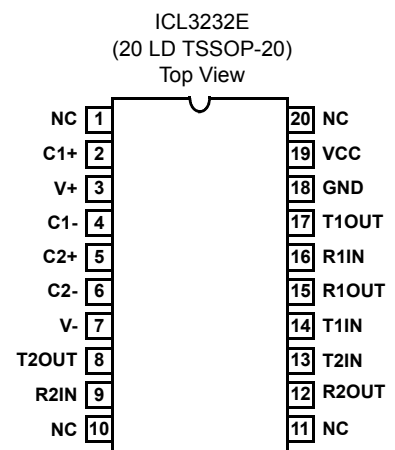 ICL3232E
(20 LD TSSOP-20)
Top View
NC 1 20 NC
C1+ 2 19 VCC
V+ 3 18 GND
C1- 4 17 T1OUT
C2+ 5 16 R1IN
C2- 6 15 R1OUT
V- 7 14 T1IN
T2OUT 8 13 T2IN
R2IN 9 12 R2OUT
NC 10 11 NC